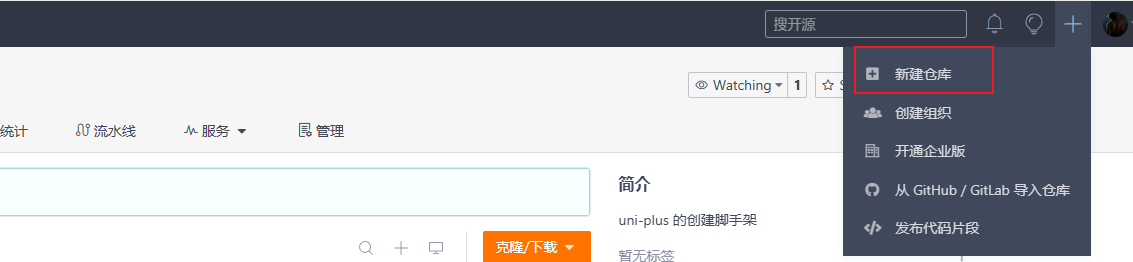 搜开源
新建仓库
Watching 1
创建组织
统计 流水线 服务 管理
开通企业版
简介
从 GitHub / GitLab 导入仓库
uni-plus 的创建脚手架
发布代码片段
克隆/下载
暂无标签